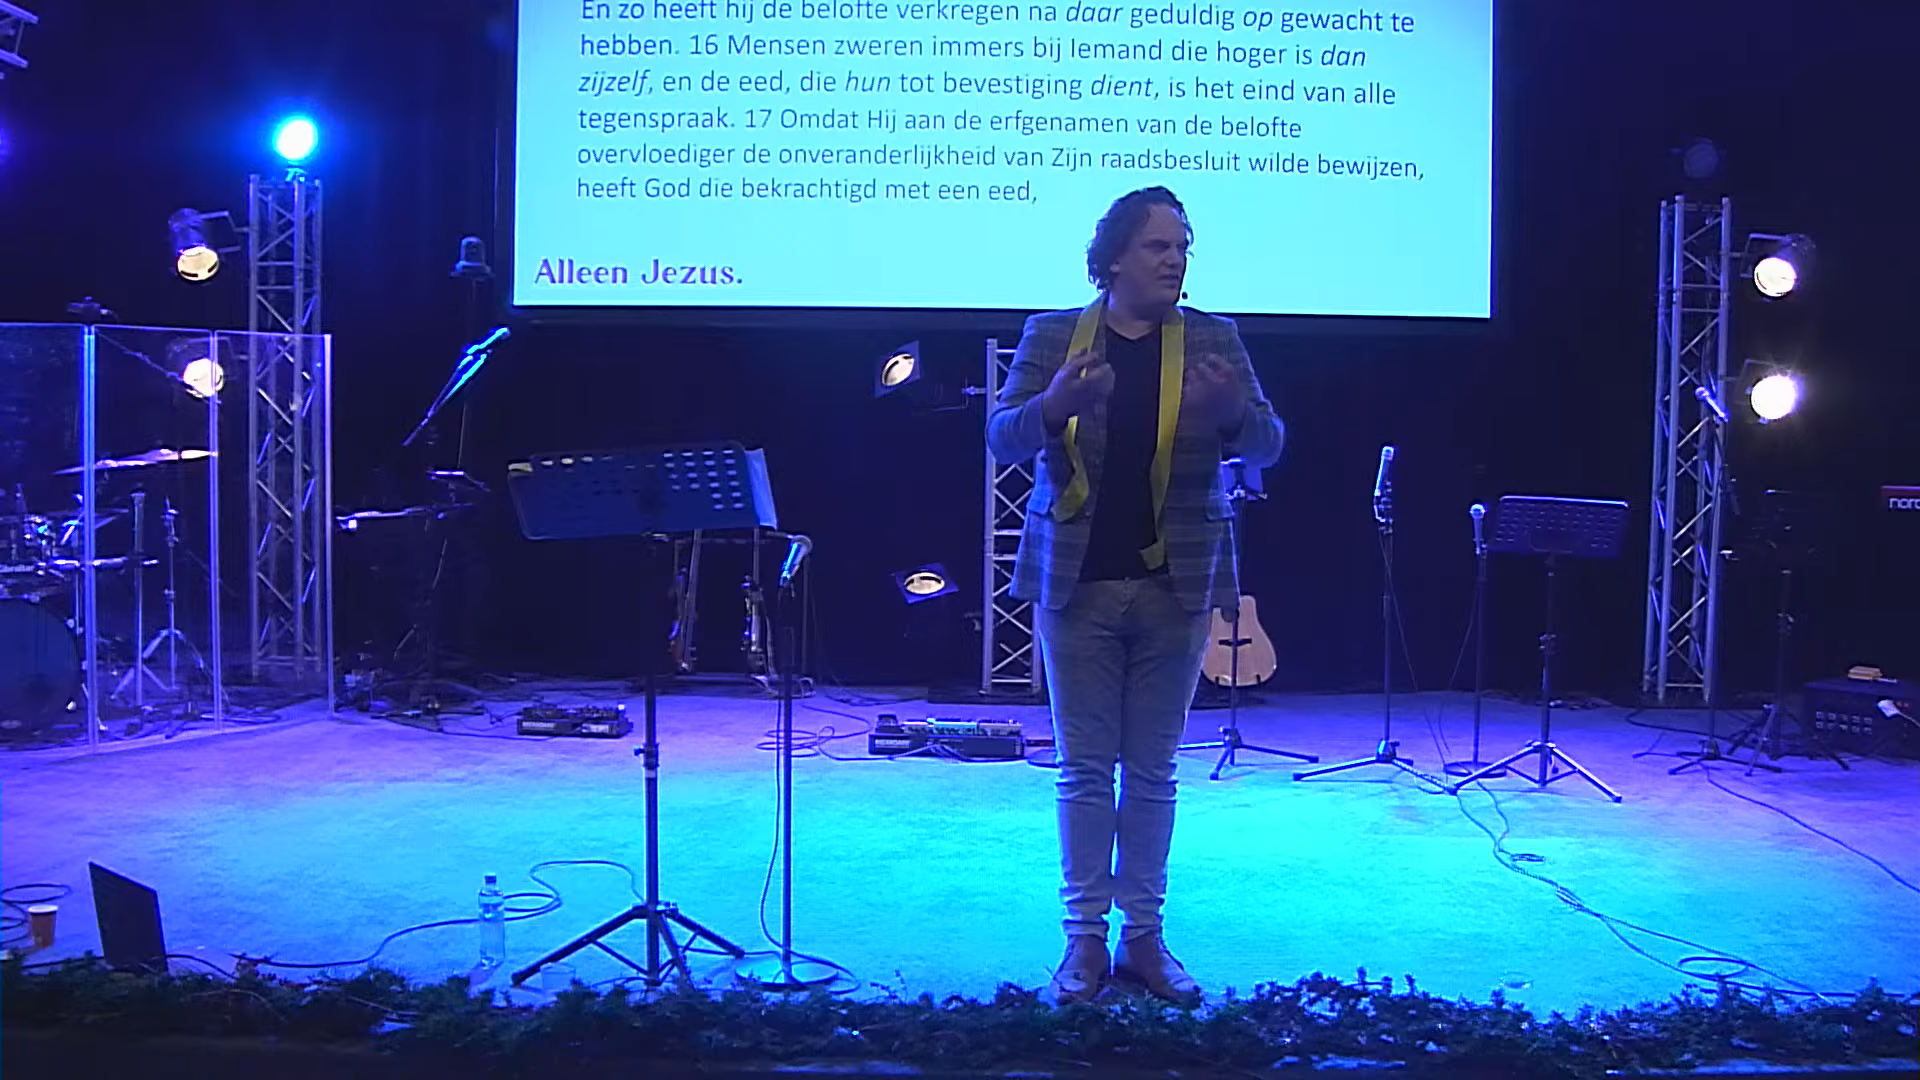 En zo heeft hij de belofte verkregen na daar geduldig op gewacht te
hebben. 16 Mensen zweren immers bij Iemand die hoger is dan
zijzelf, en de eed, die hun tot bevestiging dient, is het eind van alle
tegenspraak. 17 Omdat Hij aan de erfgenamen van de belofte
overvloediger de onveranderlijkheid van Zijn raadsbesluit wilde bewijzen,
heeft God die bekrachtigd met een eed,
Alleen Jezus.
nord